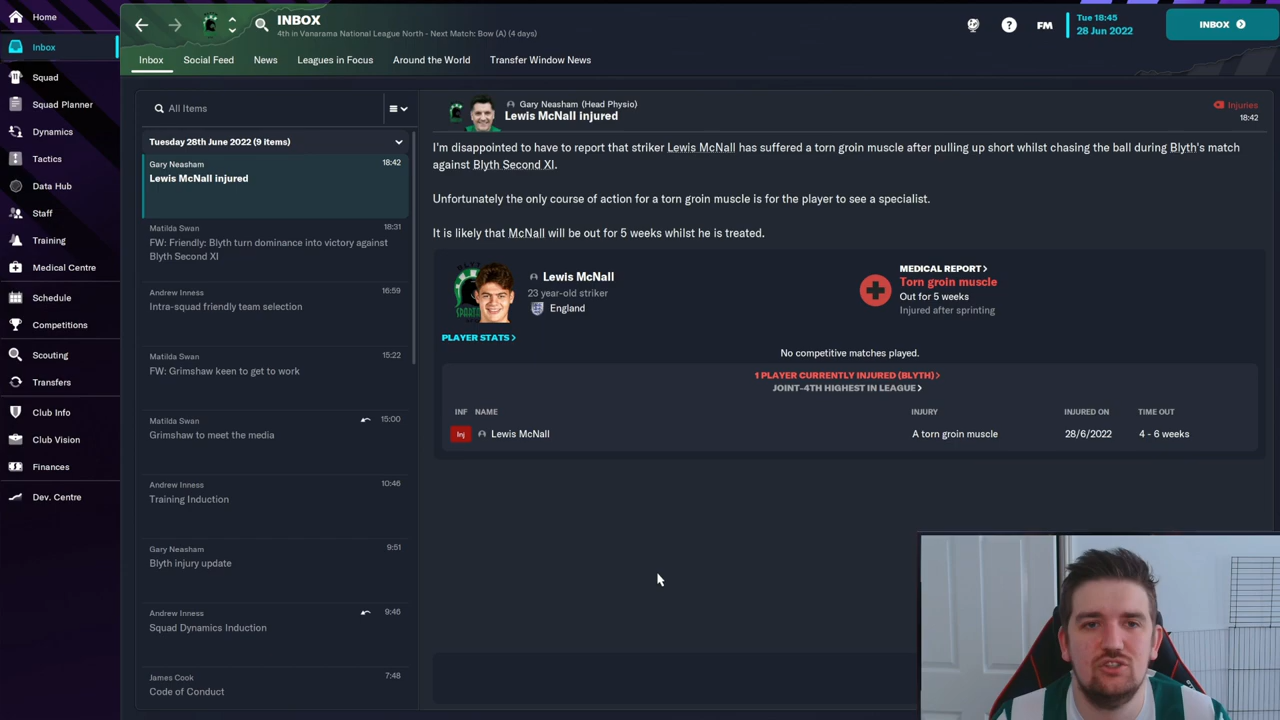 Home
Inbox
Squad
Squad Planner
Dynamics
Tactics
Data Hub
Staff
Training
Medical Centre
Schedule
Competitions
Scouting
Transfers
Club Info
Club Vision
Finances
Dev. Centre
INBOX
4th in Vanarama National League North - Next Match: Bow (A) (4 days)
FM
Tue 18:45
28 Jun 2022
INBOX
Inbox
Social Feed
News
Leagues in Focus
Around the World
Transfer Window News
All Items
Tuesday 28th June 2022 (9 Items)
Gary Neasham 18:42
Lewis McNall injured
Matilda Swan 18:31
FW: Friendly: Blyth turn dominance into victory against
Blyth Second XI
Andrew Inness 16:59
Intra-squad friendly team selection
Matilda Swan 15:22
FW: Grimshaw keen to get to work
Matilda Swan 15:00
Grimshaw to meet the media
Andrew Inness 10:46
Training Induction
Gary Neasham 9:51
Blyth injury update
Andrew Inness 9:46
Squad Dynamics Induction
James Cook 7:48
Code of Conduct
Gary Neasham (Head Physio)
Lewis McNall injured
Injuries
18:42
I'm disappointed to have to report that striker Lewis McNall has suffered a torn groin muscle after pulling up short whilst chasing the ball during Blyth's match
against Blyth Second XI.
Unfortunately the only course of action for a torn groin muscle is for the player to see a specialist.
It is likely that McNall will be out for 5 weeks whilst he is treated.
Lewis McNall
23 year-old striker
England
PLAYER STATS >
MEDICAL REPORT >
Torn groin muscle
Out for 5 weeks
Injured after sprinting
No competitive matches played.
1 PLAYER CURRENTLY INJURED (BLYTH) >
JOINT-4TH HIGHEST IN LEAGUE >
INF NAME INJURY INJURED ON TIME OUT
Inj Lewis McNall A torn groin muscle 28/6/2022 4 - 6 weeks